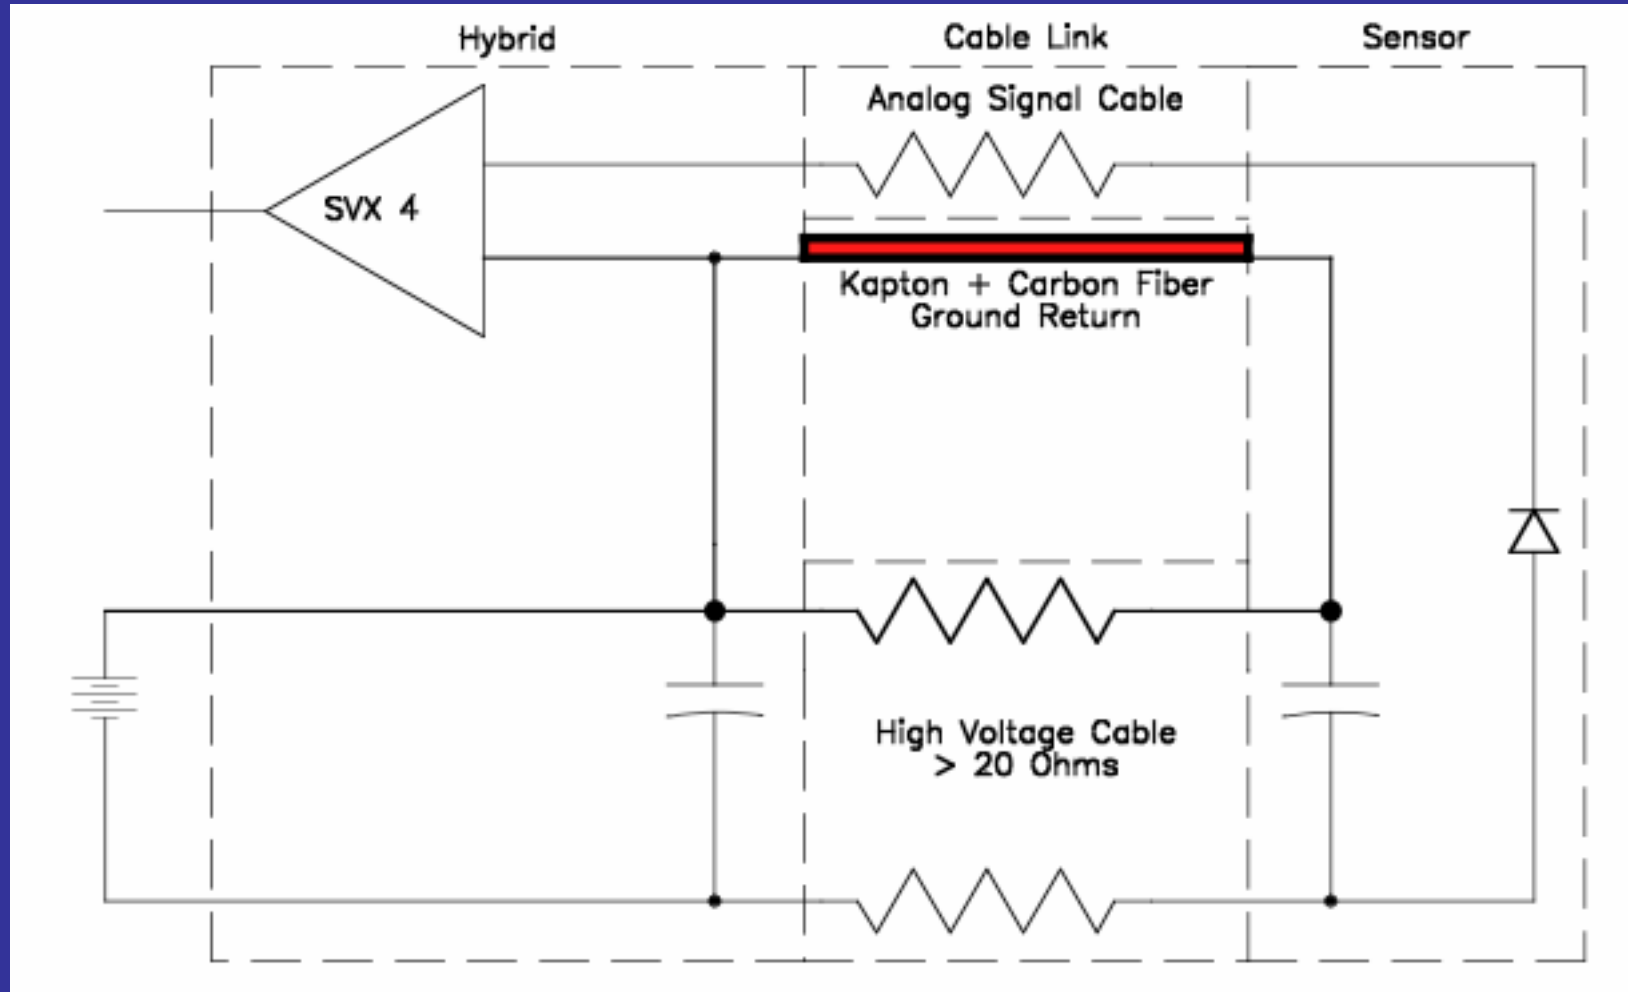 Hybrid
Cable Link
Sensor
Analog Signal Cable
SVX 4
Kapton + Carbon Fiber
Ground Return
High Voltage Cable
> 20 Ohms